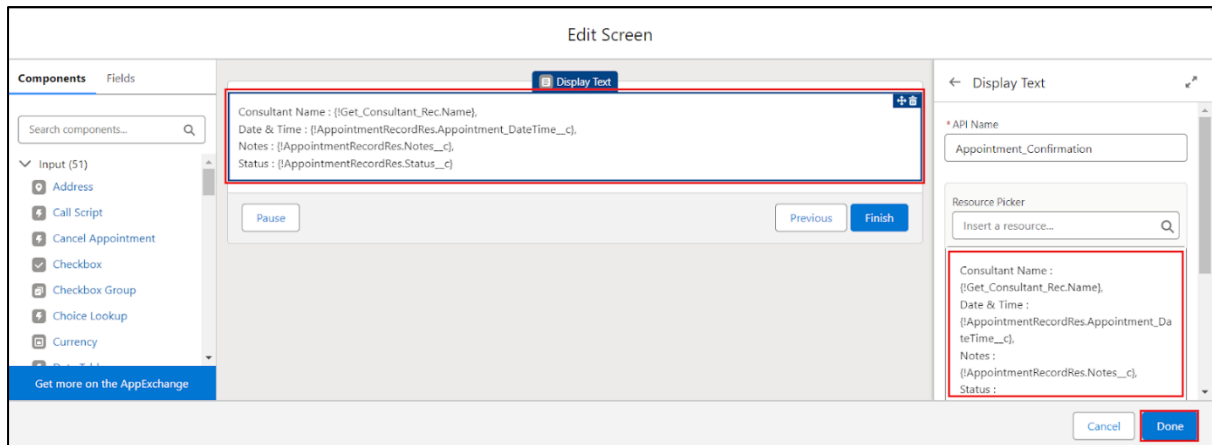 Edit Screen
Components Fields
Search components...
Input (51)
Address
Call Script
Cancel Appointment
Checkbox
Checkbox Group
Choice Lookup
Currency
Get more on the AppExchange
Display Text
Consultant Name : {!Get_Consultant_Rec.Name},
Date & Time : {!AppointmentRecordRes.Appointment_DateTime__c},
Notes : {!AppointmentRecordRes.Notes__c},
Status : {!AppointmentRecordRes.Status__c}
Pause Previous Finish
Display Text
* API Name
Appointment_Confirmation
Resource Picker
Insert a resource...
Consultant Name :
{!Get_Consultant_Rec.Name},
Date & Time :
{!AppointmentRecordRes.Appointment_Da
teTime__c},
Notes :
{!AppointmentRecordRes.Notes__c},
Status :
Cancel Done